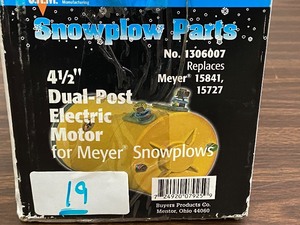 Snowplow Parts
No. 1306007
Replaces
Meyer® 15841,
15727
4½"
Dual-Post
Electric
Motor
for Meyer® Snowplows
19
Buyers Products Co.
Mentor, Ohio 44060